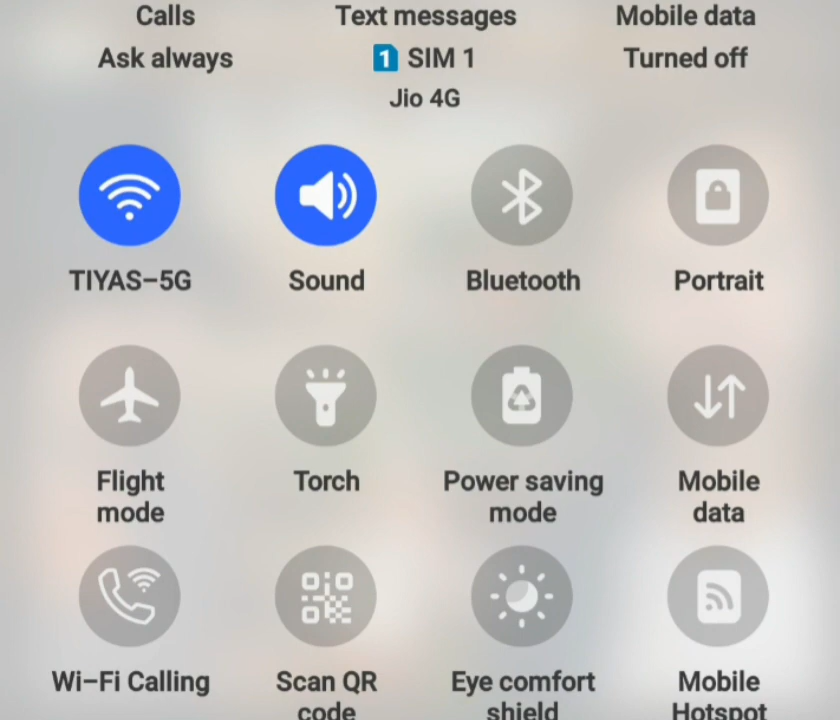 Calls Text messages Mobile data
Ask always 1 SIM 1 Turned off
Jio 4G
TIYAS-5G Sound Bluetooth Portrait
Flight Torch Power saving Mobile
mode mode data
Wi-Fi Calling Scan QR Eye comfort Mobile
code shield Hotspot